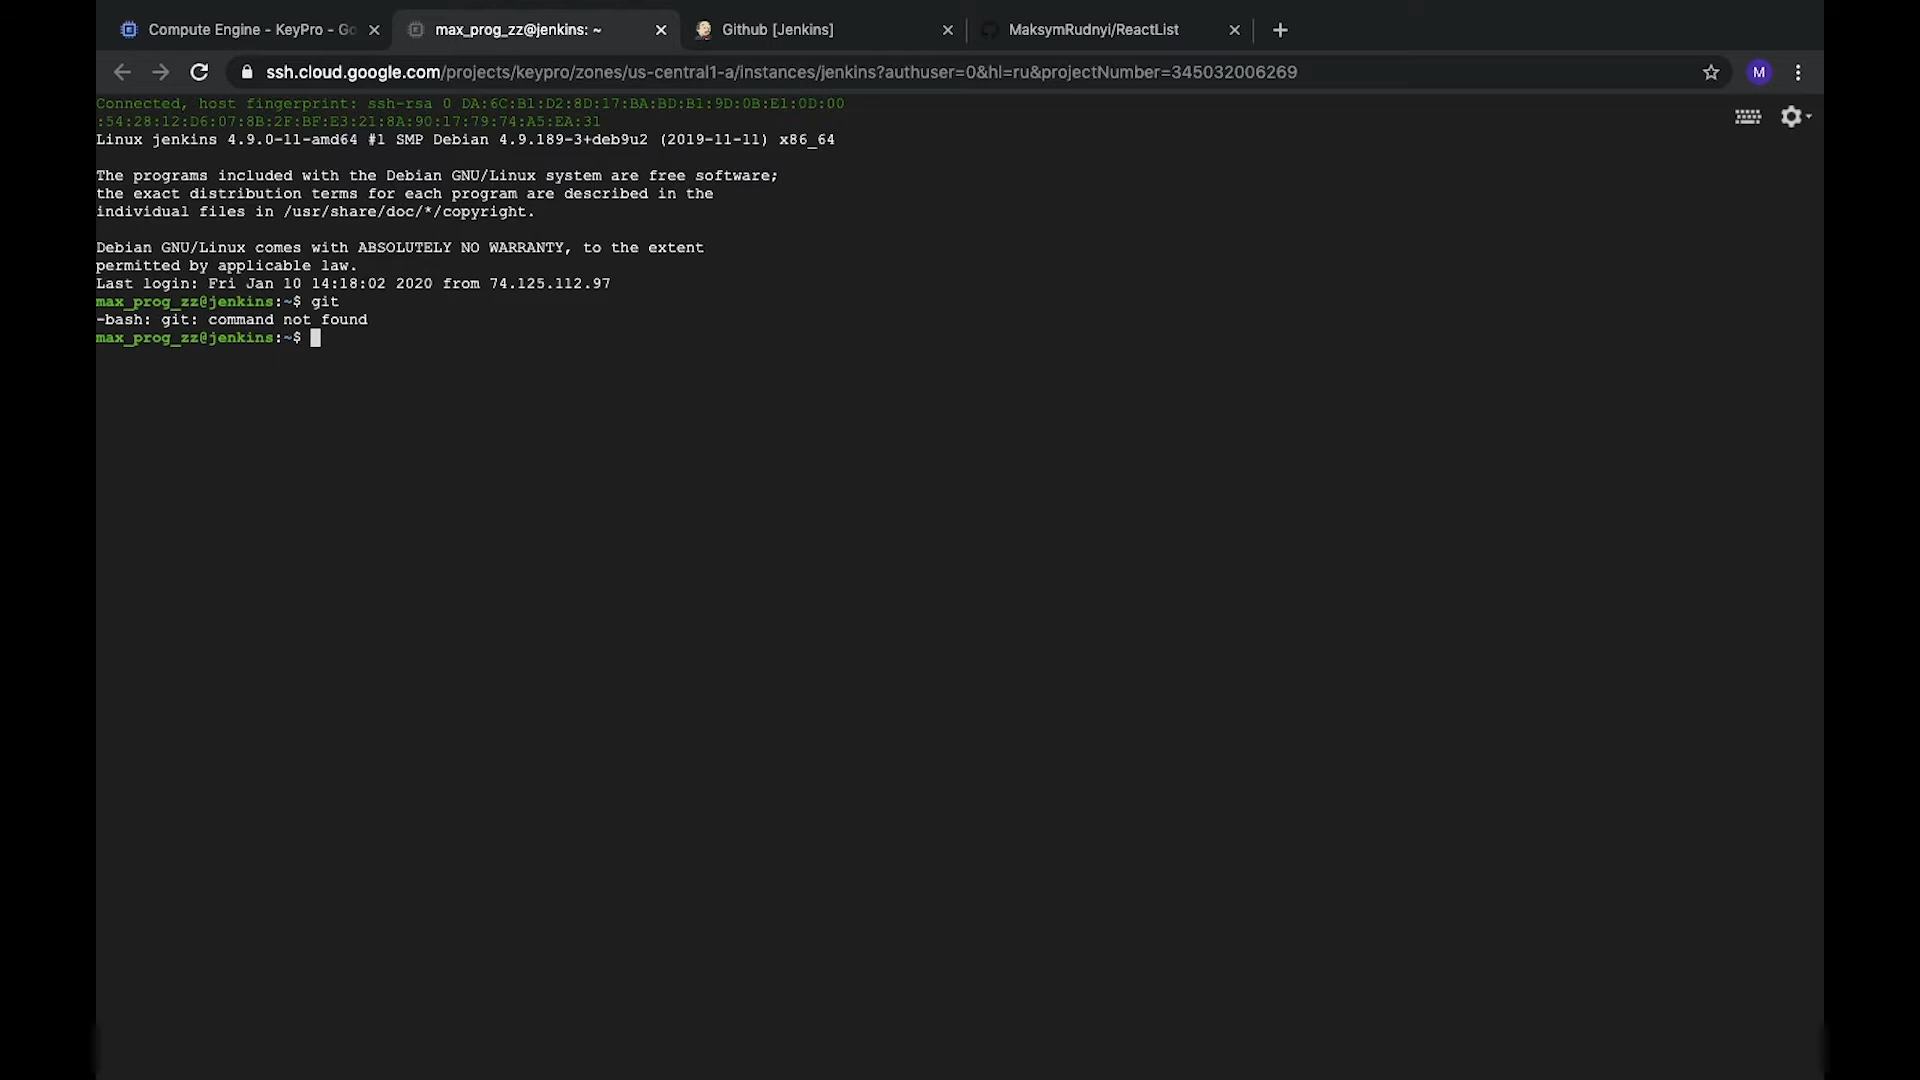 Compute Engine - KeyPro - Go
max_prog_zz@jenkins: ~
Github [Jenkins]
MaksymRudnyi/ReactList
ssh.cloud.google.com/projects/keypro/zones/us-central1-a/instances/jenkins?authuser=0&hl=ru&projectNumber=345032006269
M
Connected, host fingerprint: ssh-rsa 0 DA:6C:B1:D2:8D:17:BA:BD:B1:9D:0B:E1:0D:00
:54:28:12:D6:07:8B:2F:BF:E3:21:8A:90:17:79:74:A5:EA:31
Linux jenkins 4.9.0-11-amd64 #1 SMP Debian 4.9.189-3+deb9u2 (2019-11-11) x86_64
The programs included with the Debian GNU/Linux system are free software;
the exact distribution terms for each program are described in the
individual files in /usr/share/doc/*/copyright.
Debian GNU/Linux comes with ABSOLUTELY NO WARRANTY, to the extent
permitted by applicable law.
Last login: Fri Jan 10 14:18:02 2020 from 74.125.112.97
max_prog_zz@jenkins:~$ git
-bash: git: command not found
max_prog_zz@jenkins:~$